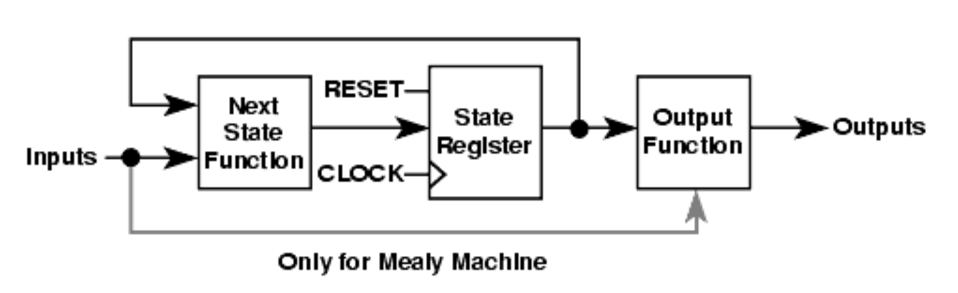 RESET
Next
State
Function
State
Register
Output
Function
Outputs
Inputs
CLOCK
Only for Mealy Machine